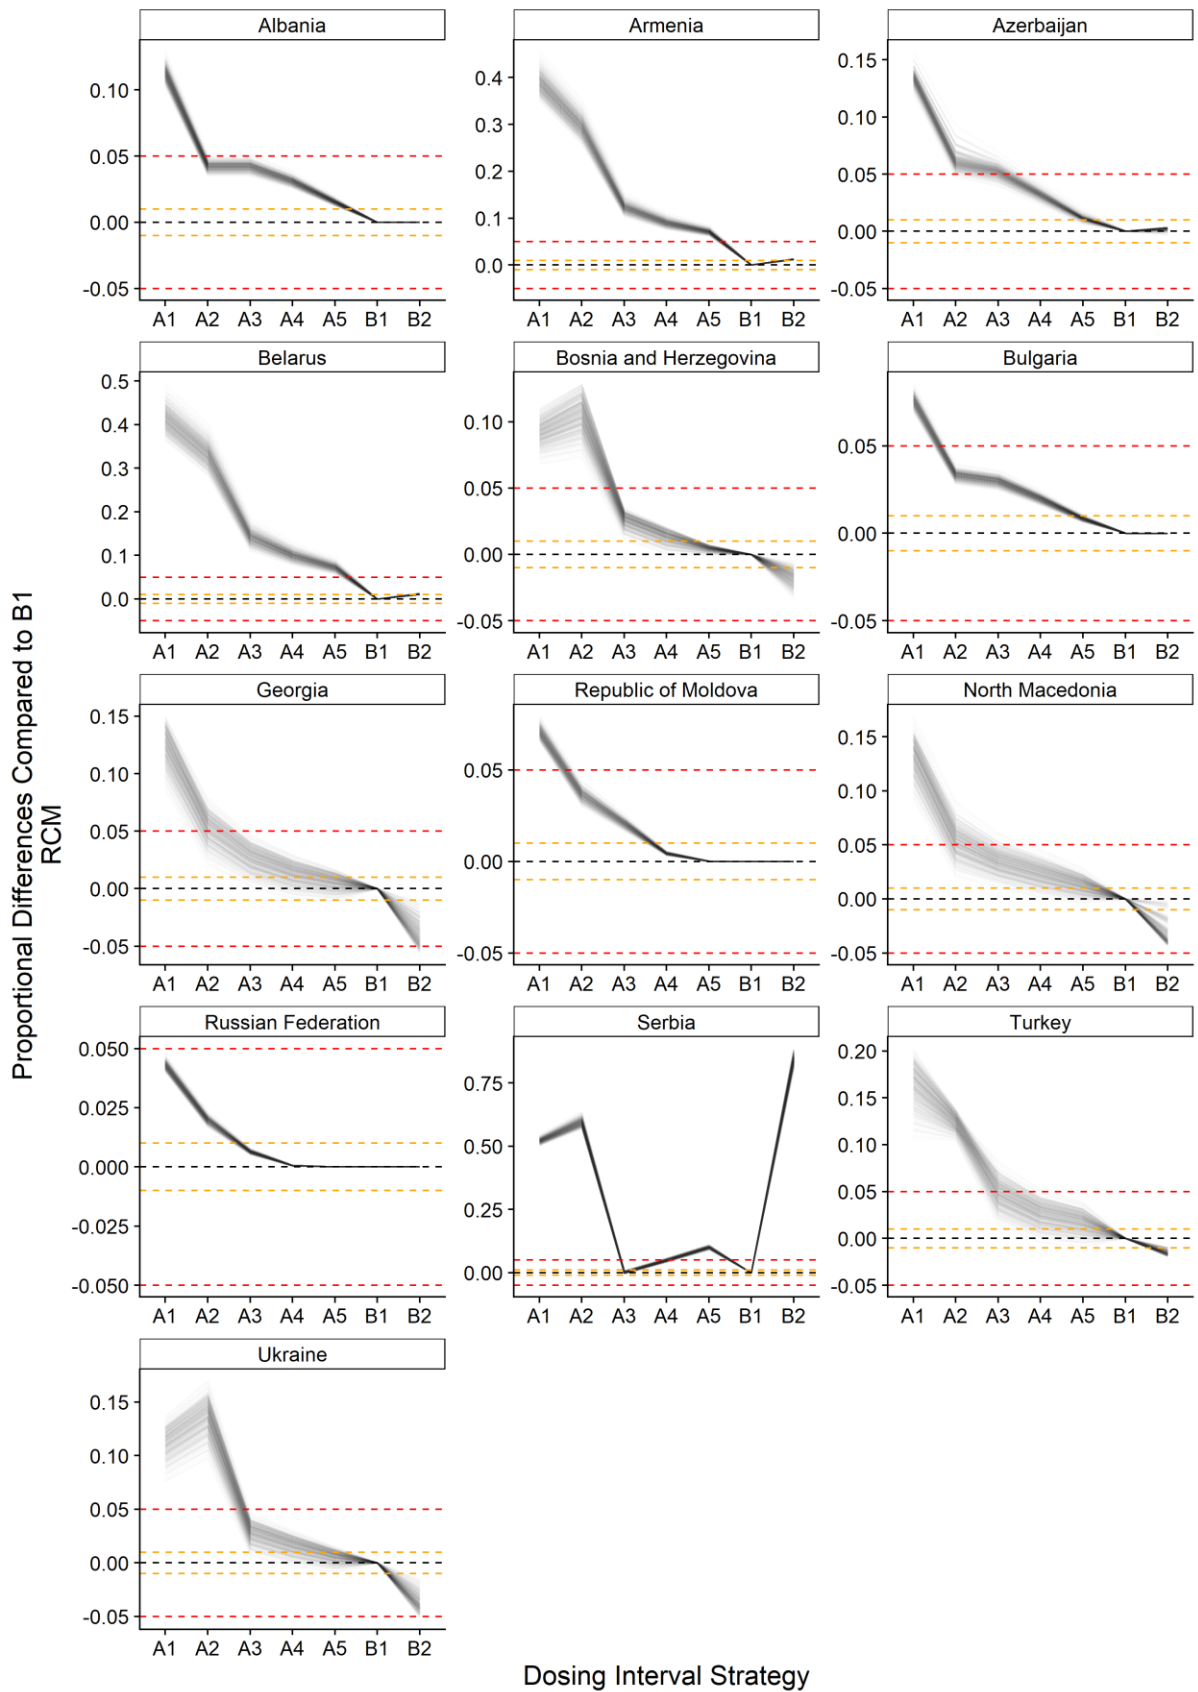 Proportional Differences Compared to B1
RCM
Albania
0.10
0.05
0.00
-0.05
A1 A2 A3 A4 A5 B1 B2
Armenia
0.4
0.3
0.2
0.1
0.0
A1 A2 A3 A4 A5 B1 B2
Azerbaijan
0.15
0.10
0.05
0.00
-0.05
A1 A2 A3 A4 A5 B1 B2
Belarus
0.5
0.4
0.3
0.2
0.1
0.0
A1 A2 A3 A4 A5 B1 B2
Bosnia and Herzegovina
0.10
0.05
0.00
-0.05
A1 A2 A3 A4 A5 B1 B2
Bulgaria
0.05
0.00
-0.05
A1 A2 A3 A4 A5 B1 B2
Georgia
0.15
0.10
0.05
0.00
-0.05
A1 A2 A3 A4 A5 B1 B2
Republic of Moldova
0.05
0.00
-0.05
A1 A2 A3 A4 A5 B1 B2
North Macedonia
0.15
0.10
0.05
0.00
-0.05
A1 A2 A3 A4 A5 B1 B2
Russian Federation
0.050
0.025
0.000
-0.025
-0.050
A1 A2 A3 A4 A5 B1 B2
Serbia
0.75
0.50
0.25
0.00
A1 A2 A3 A4 A5 B1 B2
Turkey
0.20
0.15
0.10
0.05
0.00
-0.05
A1 A2 A3 A4 A5 B1 B2
Ukraine
0.15
0.10
0.05
0.00
-0.05
A1 A2 A3 A4 A5 B1 B2
Dosing Interval Strategy